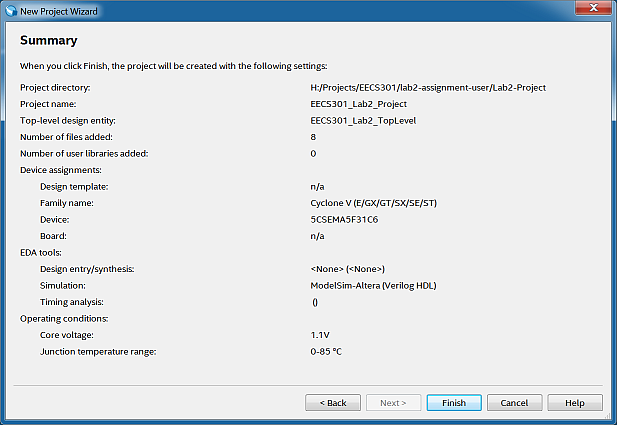 New Project Wizard
Summary
When you click Finish, the project will be created with the following settings:
Project directory: H:/Projects/EECS301/lab2-assignment-user/Lab2-Project
Project name: EECS301_Lab2_Project
Top-level design entity: EECS301_Lab2_TopLevel
Number of files added: 8
Number of user libraries added: 0
Device assignments:
Design template: n/a
Family name: Cyclone V (E/GX/GT/SX/SE/ST)
Device: 5CSEMA5F31C6
Board: n/a
EDA tools:
Design entry/synthesis: <None> (<None>)
Simulation: ModelSim-Altera (Verilog HDL)
Timing analysis: ()
Operating conditions:
Core voltage: 1.1V
Junction temperature range: 0-85 ºC
< Back Next > Finish Cancel Help